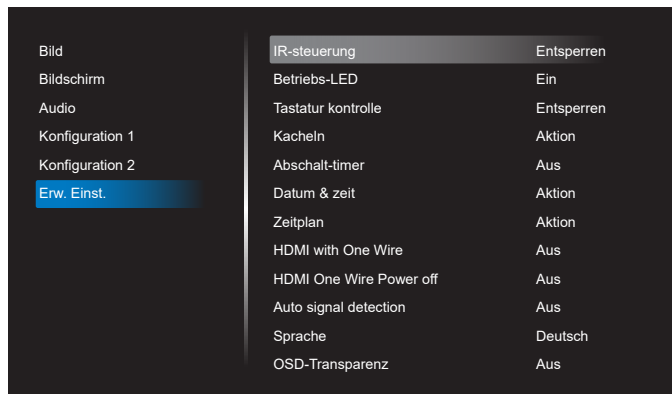 Bild
Bildschirm
Audio
Konfiguration 1
Konfiguration 2
Erw. Einst.
IR-steuerung Entsperren
Betriebs-LED Ein
Tastatur kontrolle Entsperren
Kacheln Aktion
Abschalt-timer Aus
Datum & zeit Aktion
Zeitplan Aktion
HDMI with One Wire Aus
HDMI One Wire Power off Aus
Auto signal detection Aus
Sprache Deutsch
OSD-Transparenz Aus